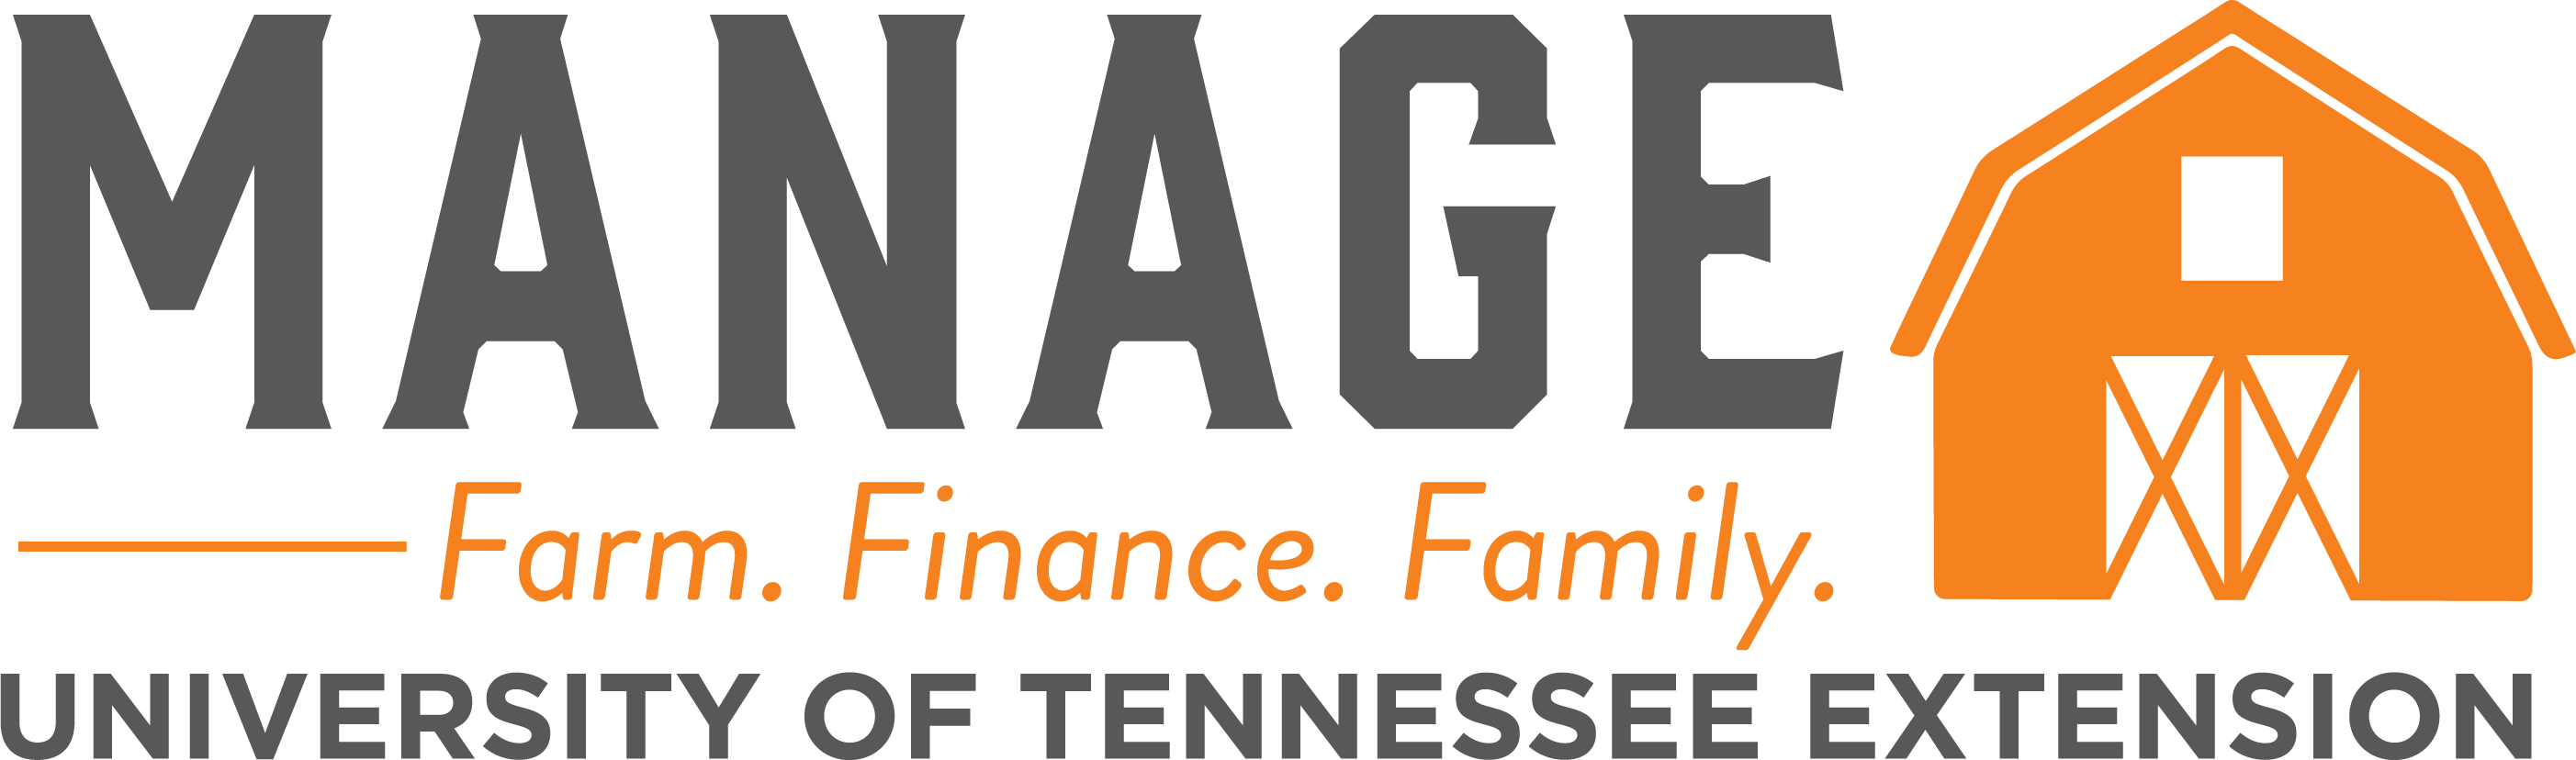 MANAGE
Farm. Finance. Family.
UNIVERSITY OF TENNESSEE EXTENSION